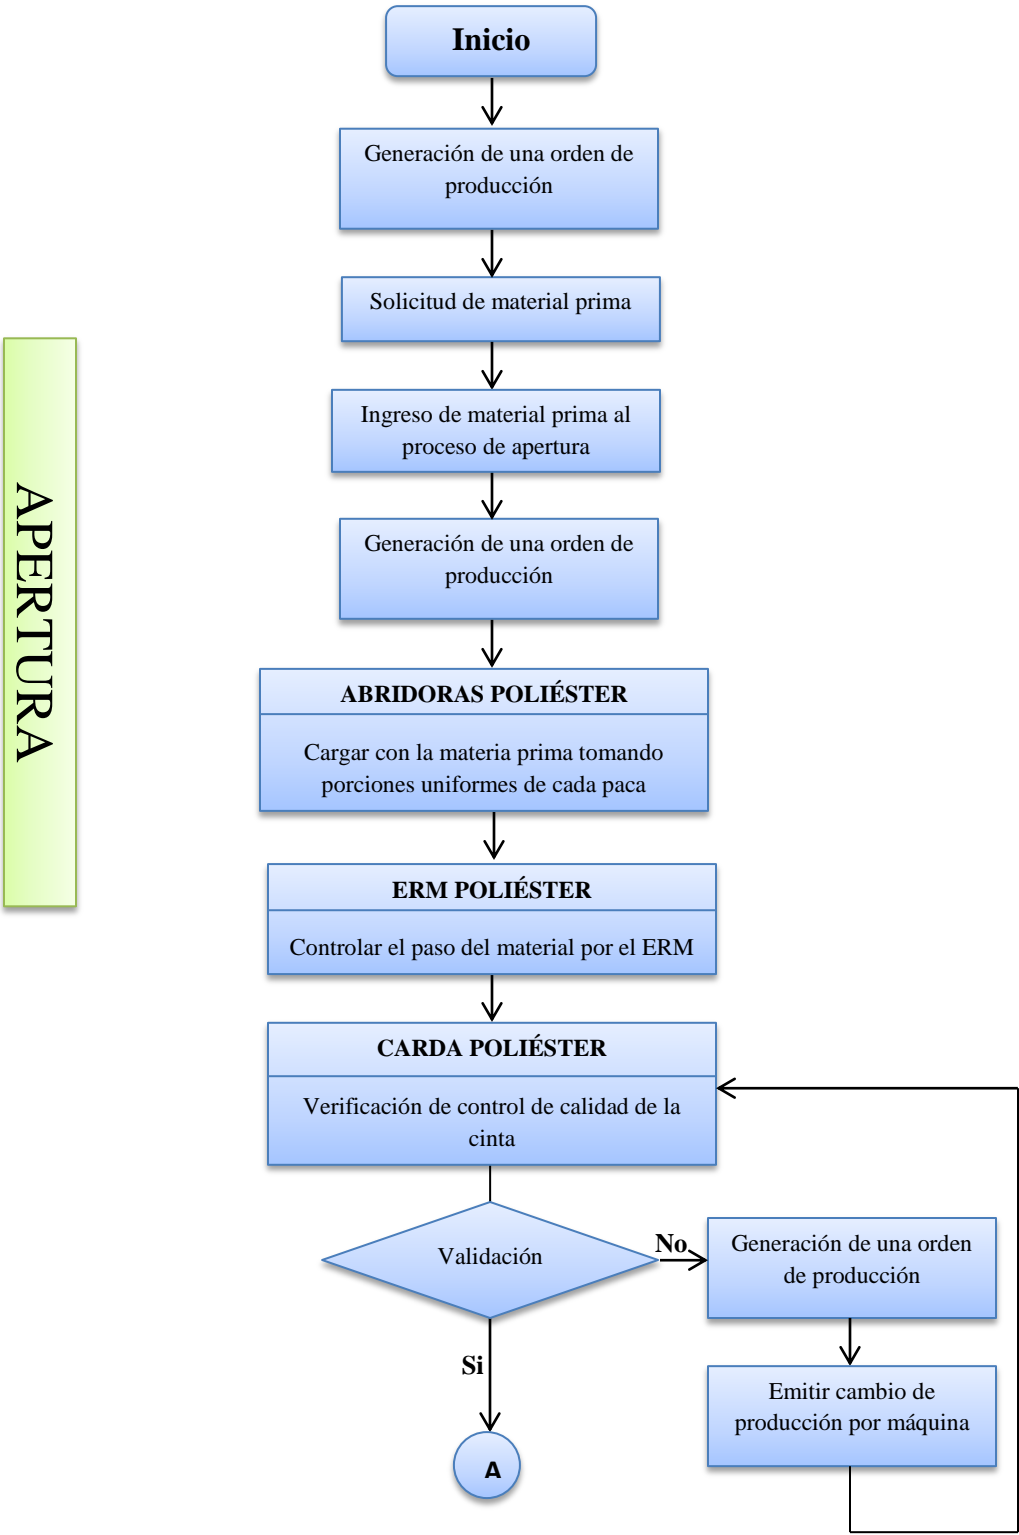 Inicio
Generación de una orden de
producción
Solicitud de material prima
Ingreso de material prima al
proceso de apertura
Generación de una orden de
producción
APERTURA
ABRIDORAS POLIÉSTER
Cargar con la materia prima tomando
porciones uniformes de cada paca
ERM POLIÉSTER
Controlar el paso del material por el ERM
CARDA POLIÉSTER
Verificación de control de calidad de la
cinta
Validación
No
Generación de una orden
de producción
Si
Emitir cambio de
producción por máquina
A